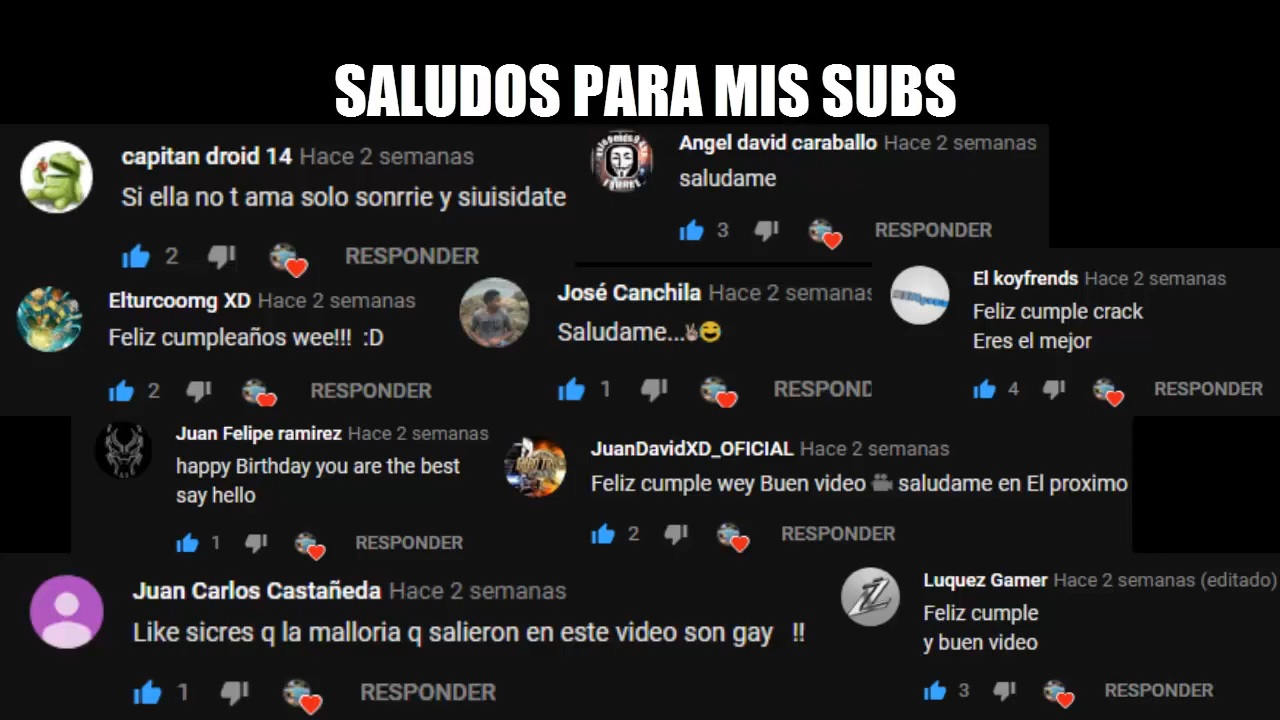 SALUDOS PARA MIS SUBS
capitan droid 14 Hace 2 semanas
Si ella no t ama solo sonrrie y siuisidate
2 RESPONDER
Angel david caraballo Hace 2 semanas
saludame
3 RESPONDER
Elturcoomg XD Hace 2 semanas
Feliz cumpleaños wee!!! :D
2 RESPONDER
José Canchila Hace 2 semanas
Saludame...✌😄
1 RESPOND
El koyfrends Hace 2 semanas
Feliz cumple crack
Eres el mejor
4 RESPONDER
Juan Felipe ramirez Hace 2 semanas
happy Birthday you are the best
say hello
1 RESPONDER
JuanDavidXD_OFICIAL Hace 2 semanas
Feliz cumple wey Buen video 🎥 saludame en El proximo
2 RESPONDER
Juan Carlos Castañeda Hace 2 semanas
Like sicres q la malloria q salieron en este video son gay !!
1 RESPONDER
Luquez Gamer Hace 2 semanas (editado)
Feliz cumple
y buen video
3 RESPONDER